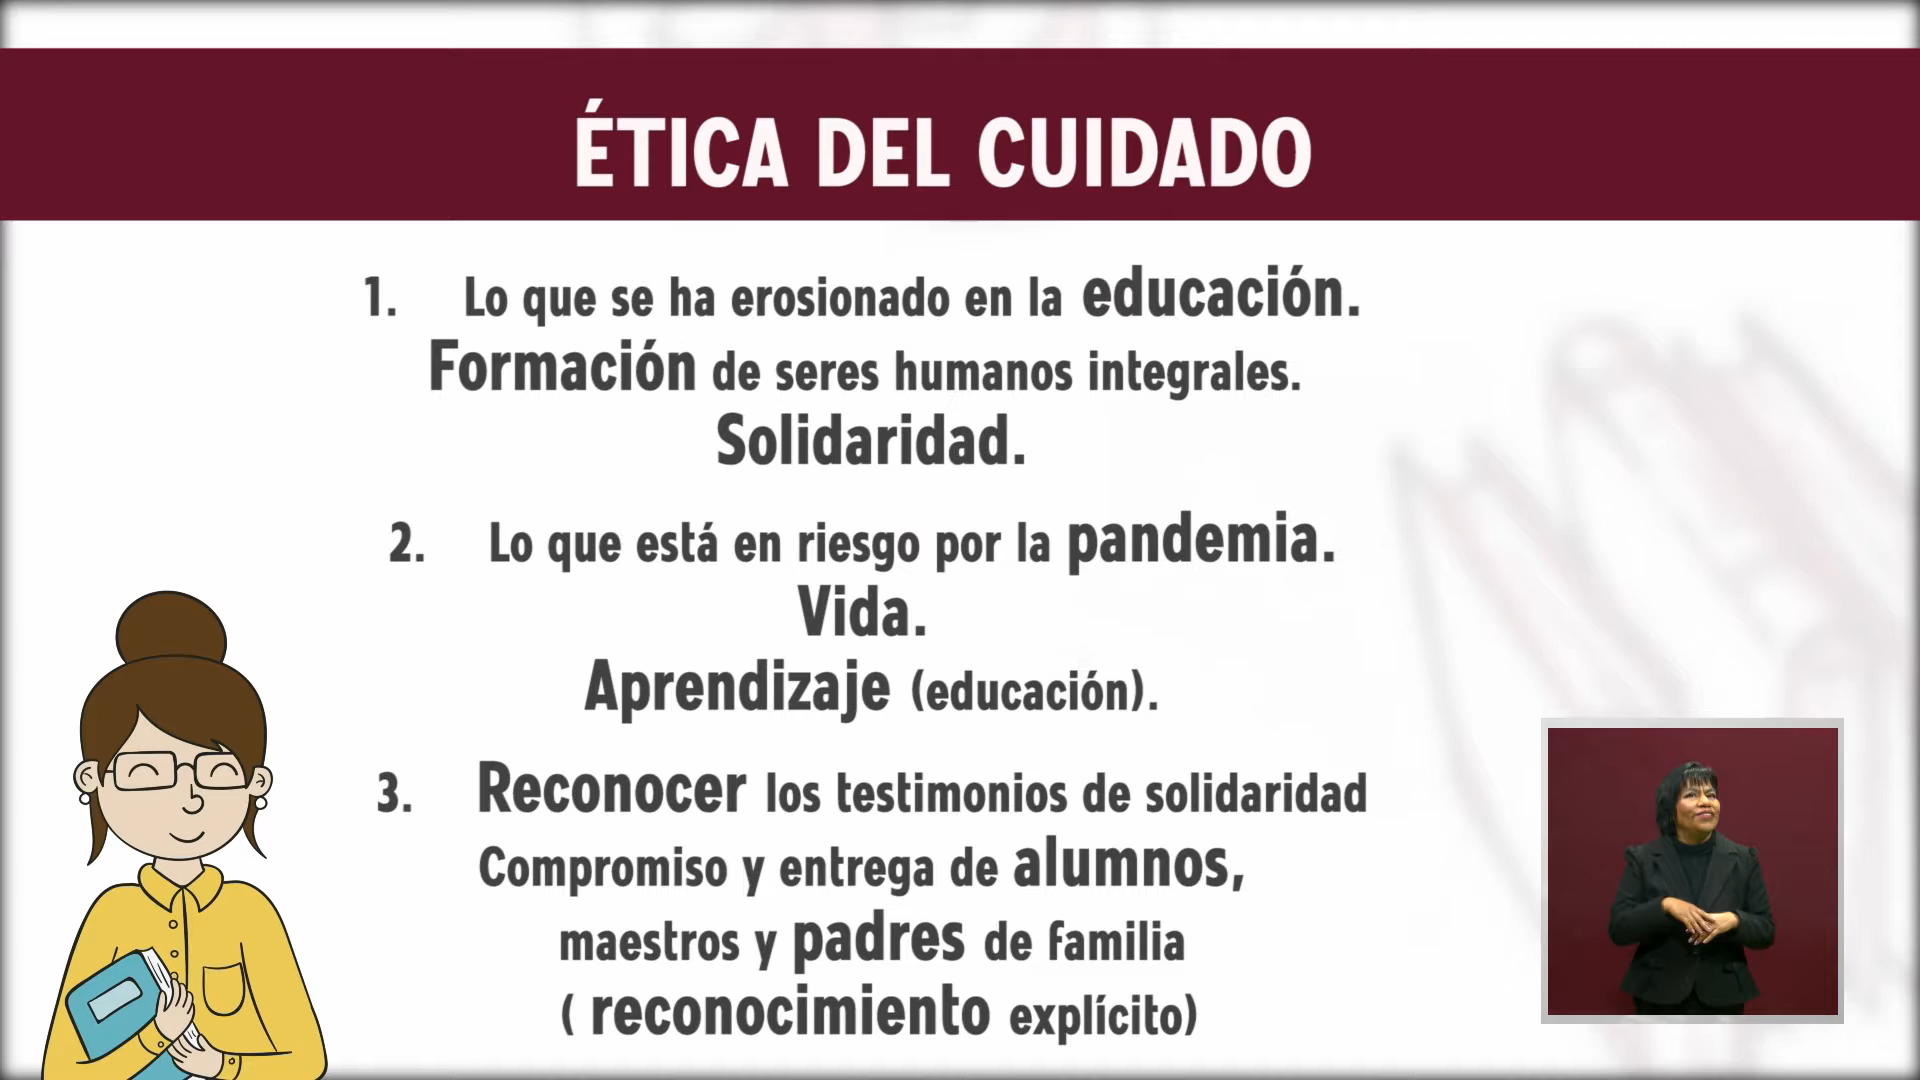 ÉTICA DEL CUIDADO
1. Lo que se ha erosionado en la educación.
Formación de seres humanos integrales.
Solidaridad.
2. Lo que está en riesgo por la pandemia.
Vida.
Aprendizaje (educación).
3. Reconocer los testimonios de solidaridad
Compromiso y entrega de alumnos,
maestros y padres de familia
( reconocimiento explícito)